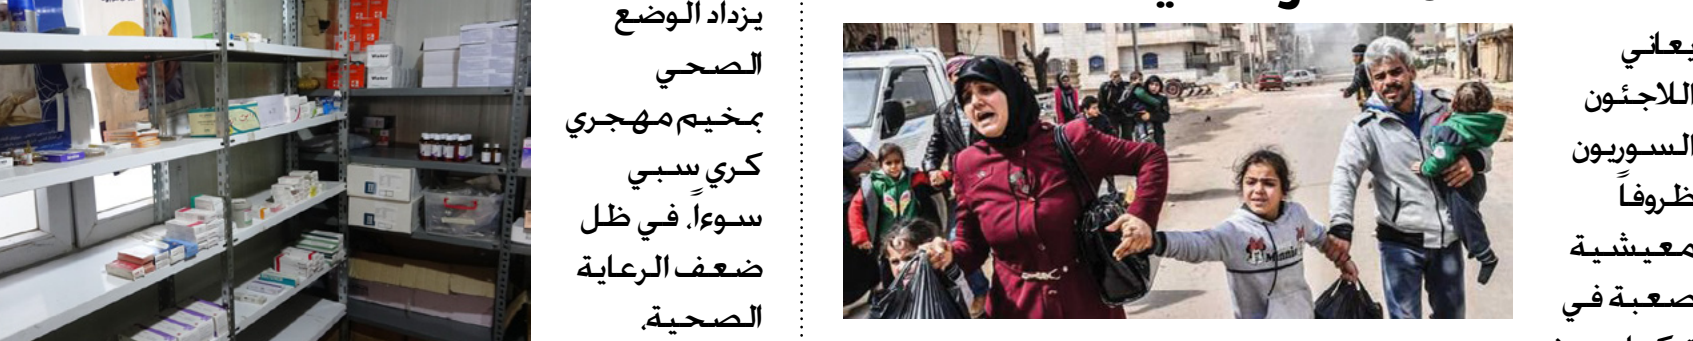 يعاني
اللاجئون
السوريون
ظروفاً
معيشية
صعبة في
يزداد الوضع
الصحي
بمخيم مهجري
كري سبي
سوءاً، في ظل
ضعف الرعاية
الصحية،
Minnie